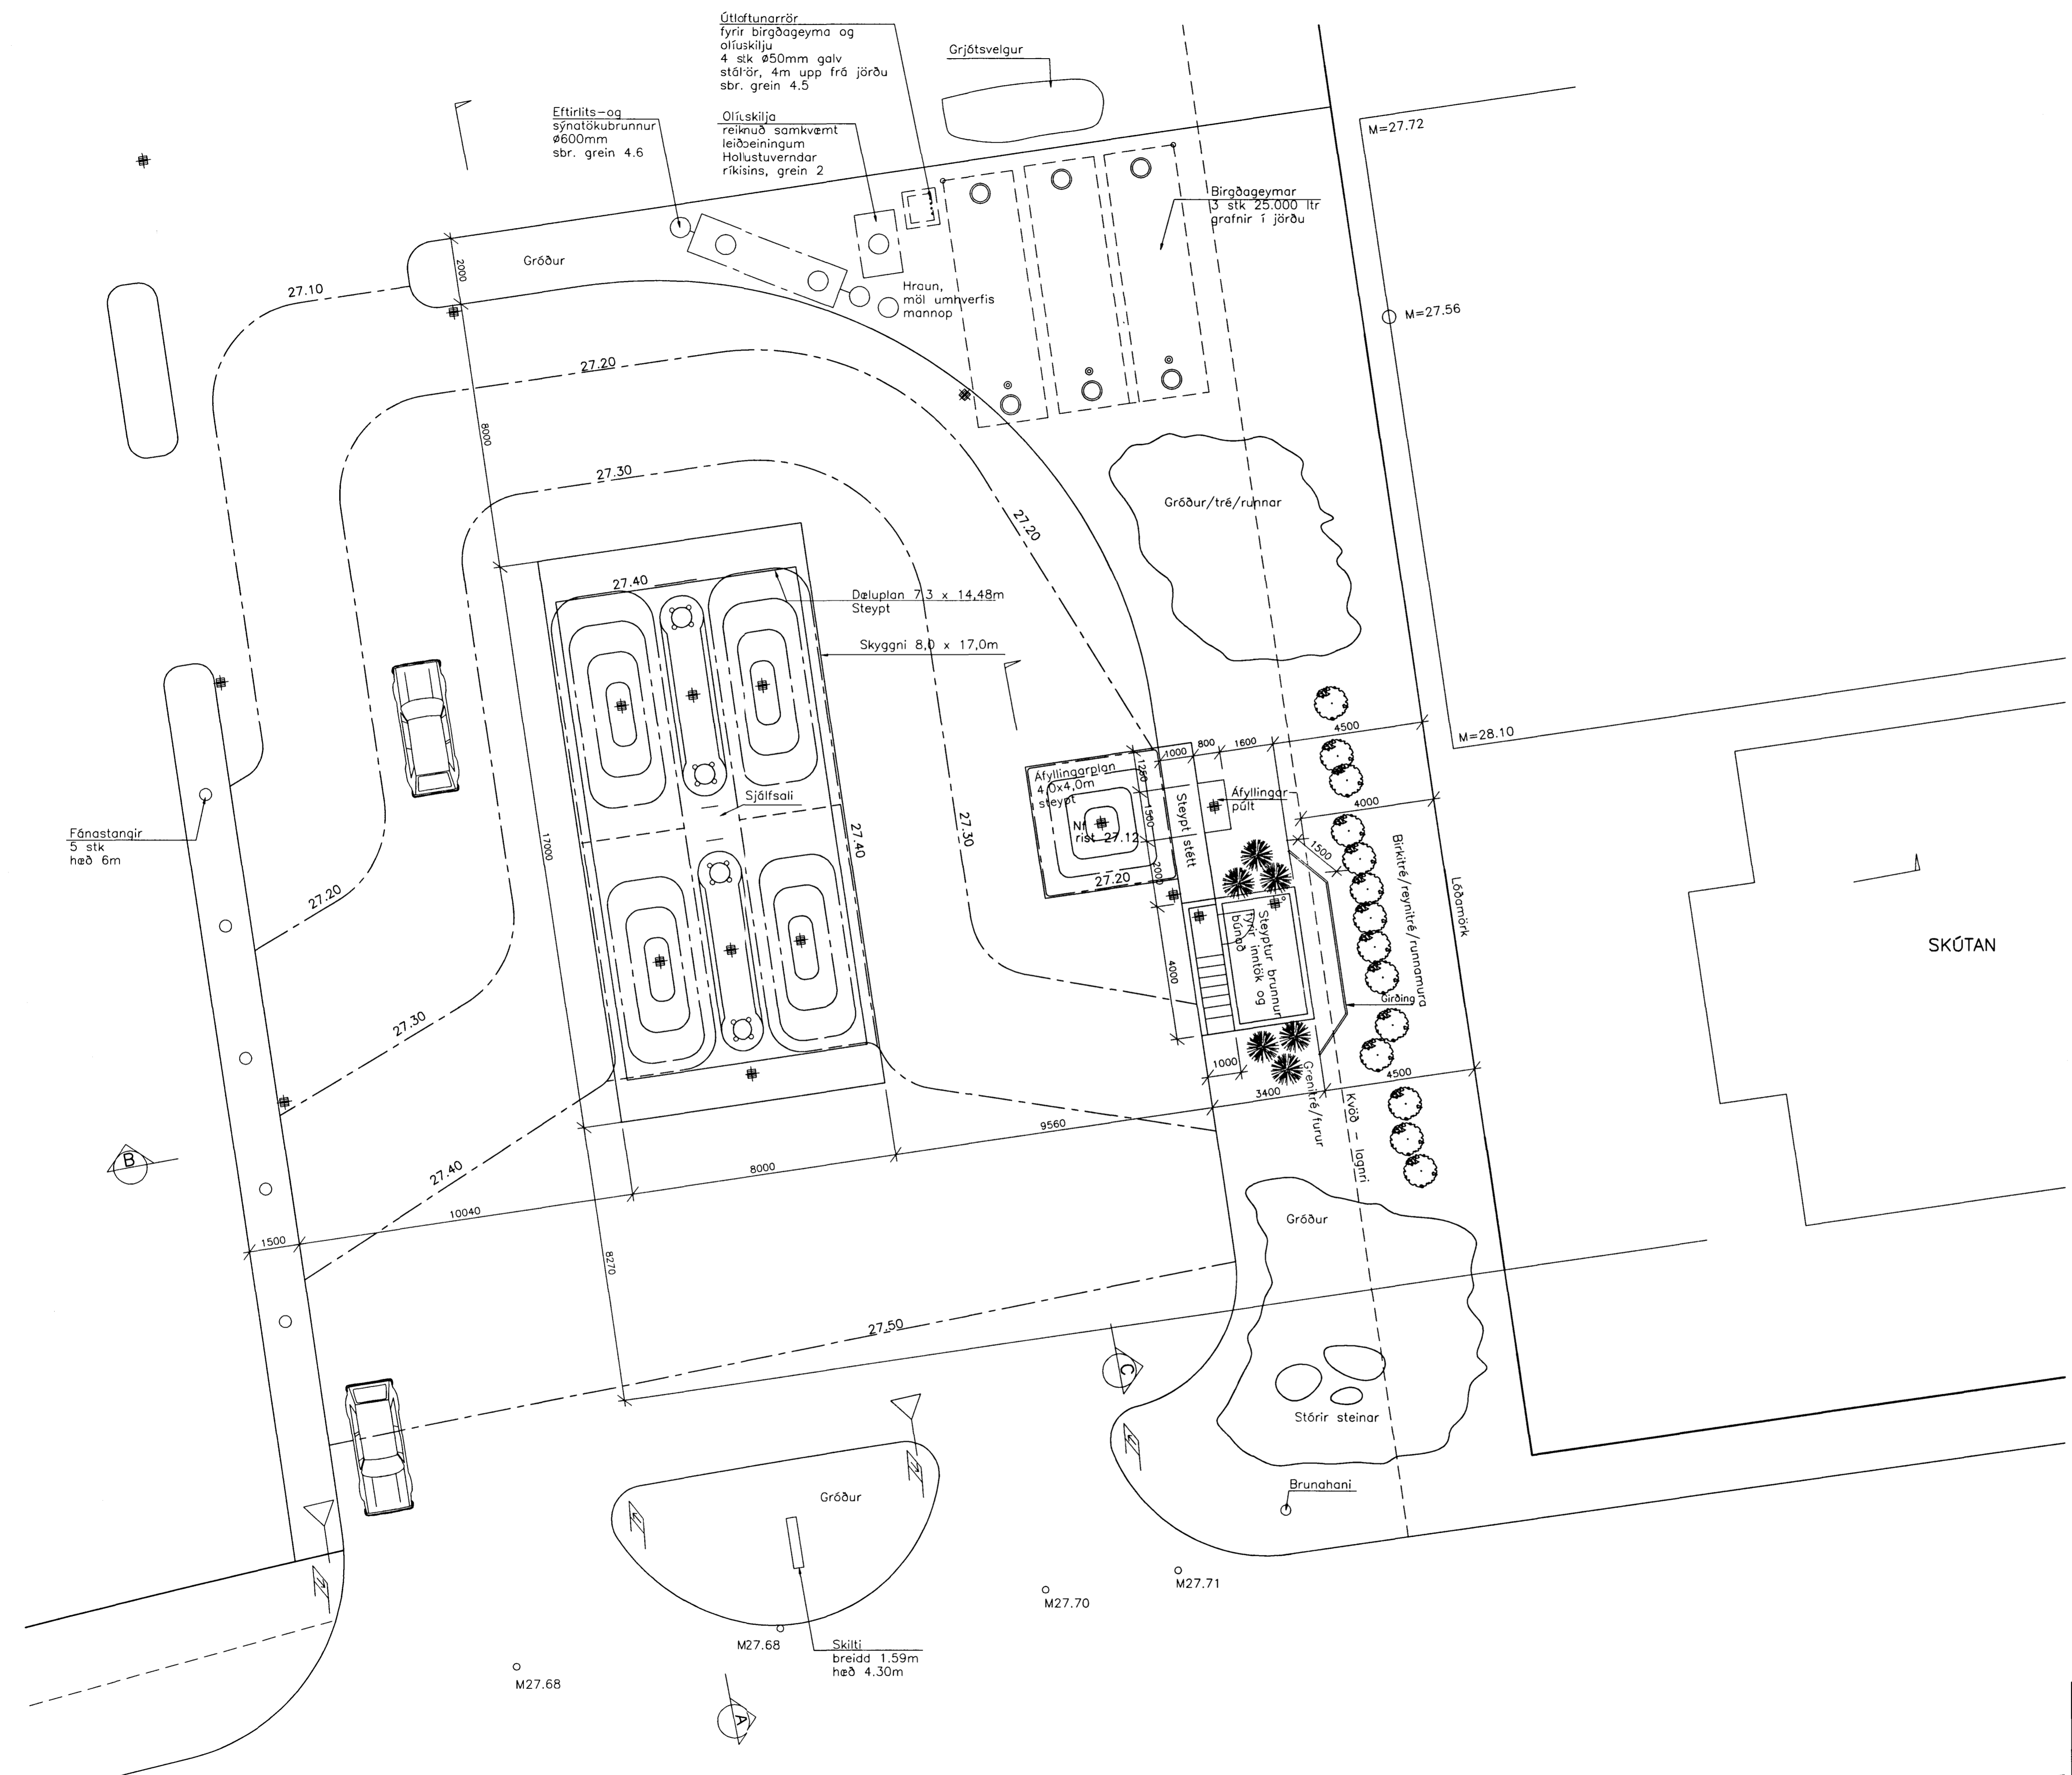 Útloftunarrör
fyrir birgðageyma og
olíuskilju
4 stk ø50mm galv
stálrör, 4m upp frá jörðu
sbr. grein 4.5
Grjótsvelgur
Eftirlits-og
sýnatökubrunnur
ø600mm
sbr. grein 4.6
Olíuskilja
reiknuð samkvæmt
leiðbeiningum
Hollustuverndar
ríkisins, grein 2
M=27.72
Birgðageymar
3 stk 25.000 ltr
grafnir í jörðu
Gróður
2000
27.10
Hraun,
möl umhverfis
mannop
M=27.56
27.20
8000
27.30
27.20
Gróður/tré/runnar
27.40
Dæluplan 7.3 x 14,48m
Steypt
Skyggni 8,0 x 17,0m
4500
M=28.10
1000
800
1600
Áfyllingarplan
4,0x4,0m
steypt
1250
1500
2000
Nf
rist 27.12
27.20
Steypt stétt
Áfyllingar
púlt
4000
1500
Sjálfsali
Fánastangir
5 stk
hæð 6m
17000
27.40
27.30
27.20
Birkitré/reynitré/runnamura
Lóðamörk
SKÚTAN
Steyptur brunnur
fyrir inntök og
búnað
4000
Girðing
27.30
1000
3400
4500
Grenitré/furur
Kvöð - lagnir
9560
B
27.40
8000
10040
1500
8270
Gróður
27.50
C
Stórir steinar
Gróður
Brunahani
M27.71
M27.70
M27.68
Skilti
breidd 1.59m
hæð 4.30m
M27.68
A